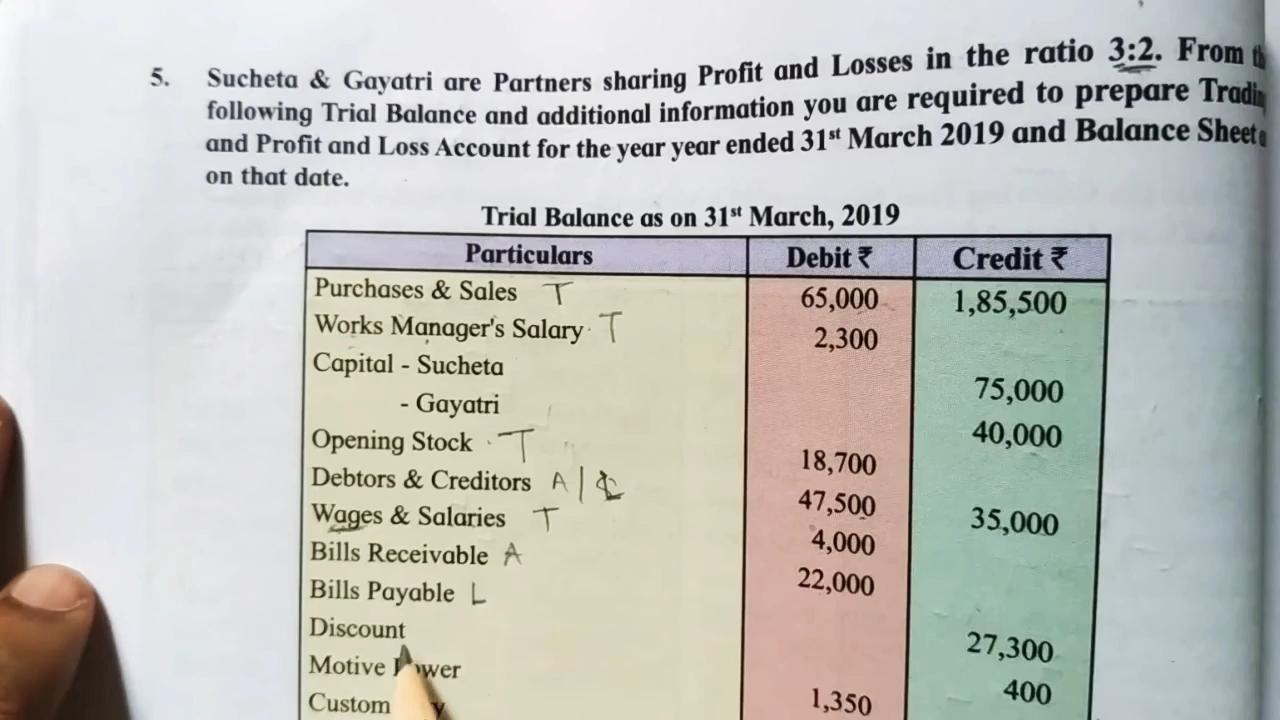 5. Sucheta & Gayatri are Partners sharing Profit and Losses in the ratio 3:2. From
following Trial Balance and additional information you are required to prepare Trading
and Profit and Loss Account for the year year ended 31st March 2019 and Balance Sheet
on that date.
Trial Balance as on 31st March, 2019
Particulars Debit ₹ Credit ₹
Purchases & Sales T 65,000 1,85,500
Works Manager's Salary T 2,300
Capital - Sucheta 75,000
- Gayatri 40,000
Opening Stock T 18,700
Debtors & Creditors A/ 47,500 35,000
Wages & Salaries T 4,000
Bills Receivable A 22,000
Bills Payable L 27,300
Discount 400
Motive 1,350
Custom